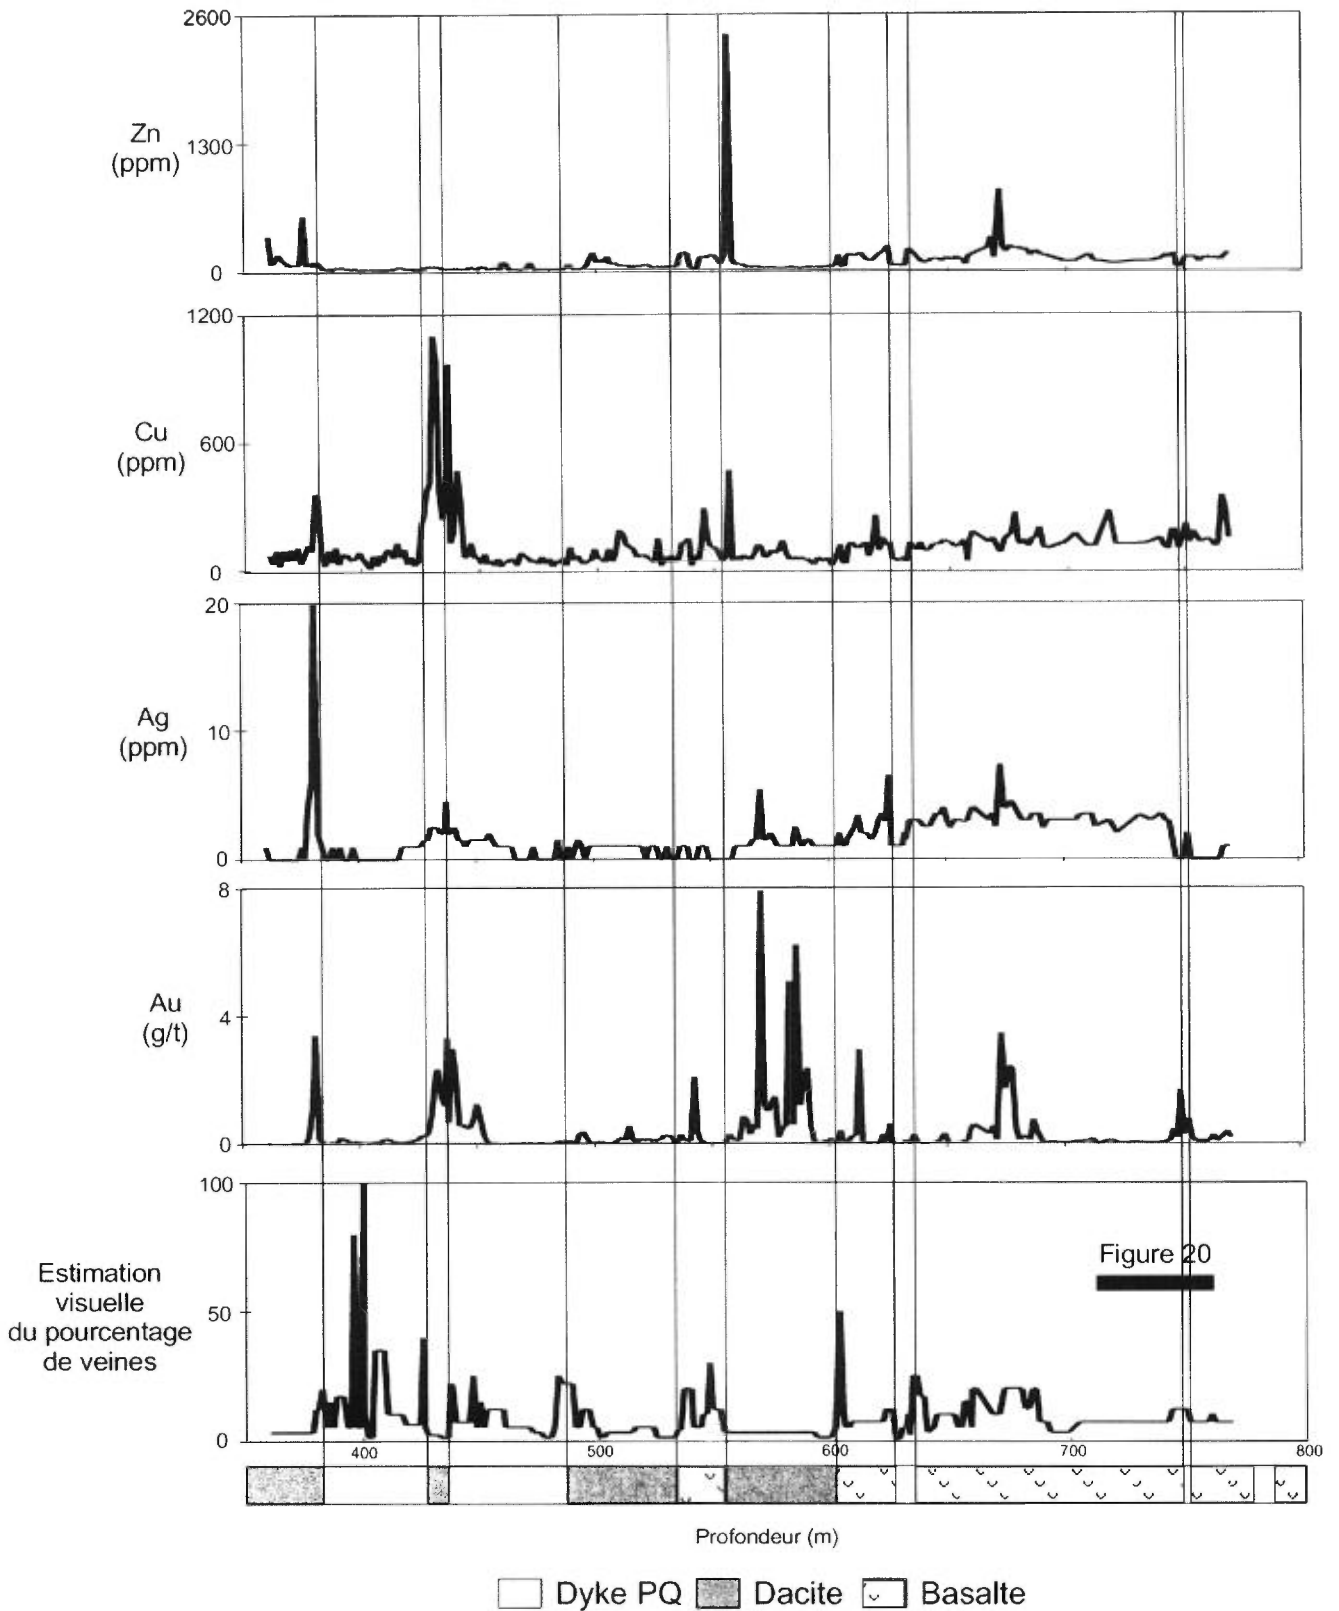 2600
Zn
(ppm)
1300
0
1200
Cu
(ppm)
600
0
20
Ag
(ppm)
10
0
8
Au
(g/t)
4
0
100
Estimation
visuelle
du pourcentage
de veines
50
0
Figure 20
400 500 600 700 800
Profondeur (m)
Dyke PQ Dacite Basalte